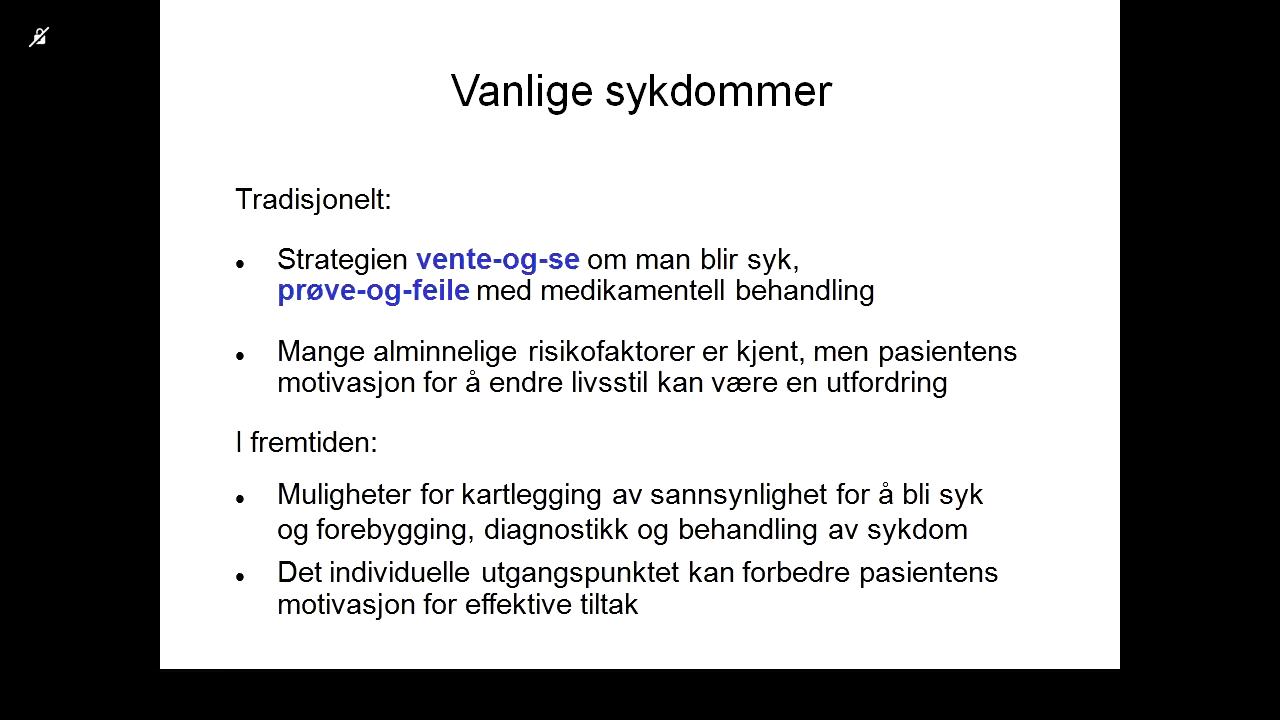 Vanlige sykdommer
Tradisjonelt:
• Strategien vente-og-se om man blir syk,
prøve-og-feile med medikamentell behandling
• Mange alminnelige risikofaktorer er kjent, men pasientens
motivasjon for å endre livsstil kan være en utfordring
I fremtiden:
• Muligheter for kartlegging av sannsynlighet for å bli syk
og forebygging, diagnostikk og behandling av sykdom
• Det individuelle utgangspunktet kan forbedre pasientens
motivasjon for effektive tiltak